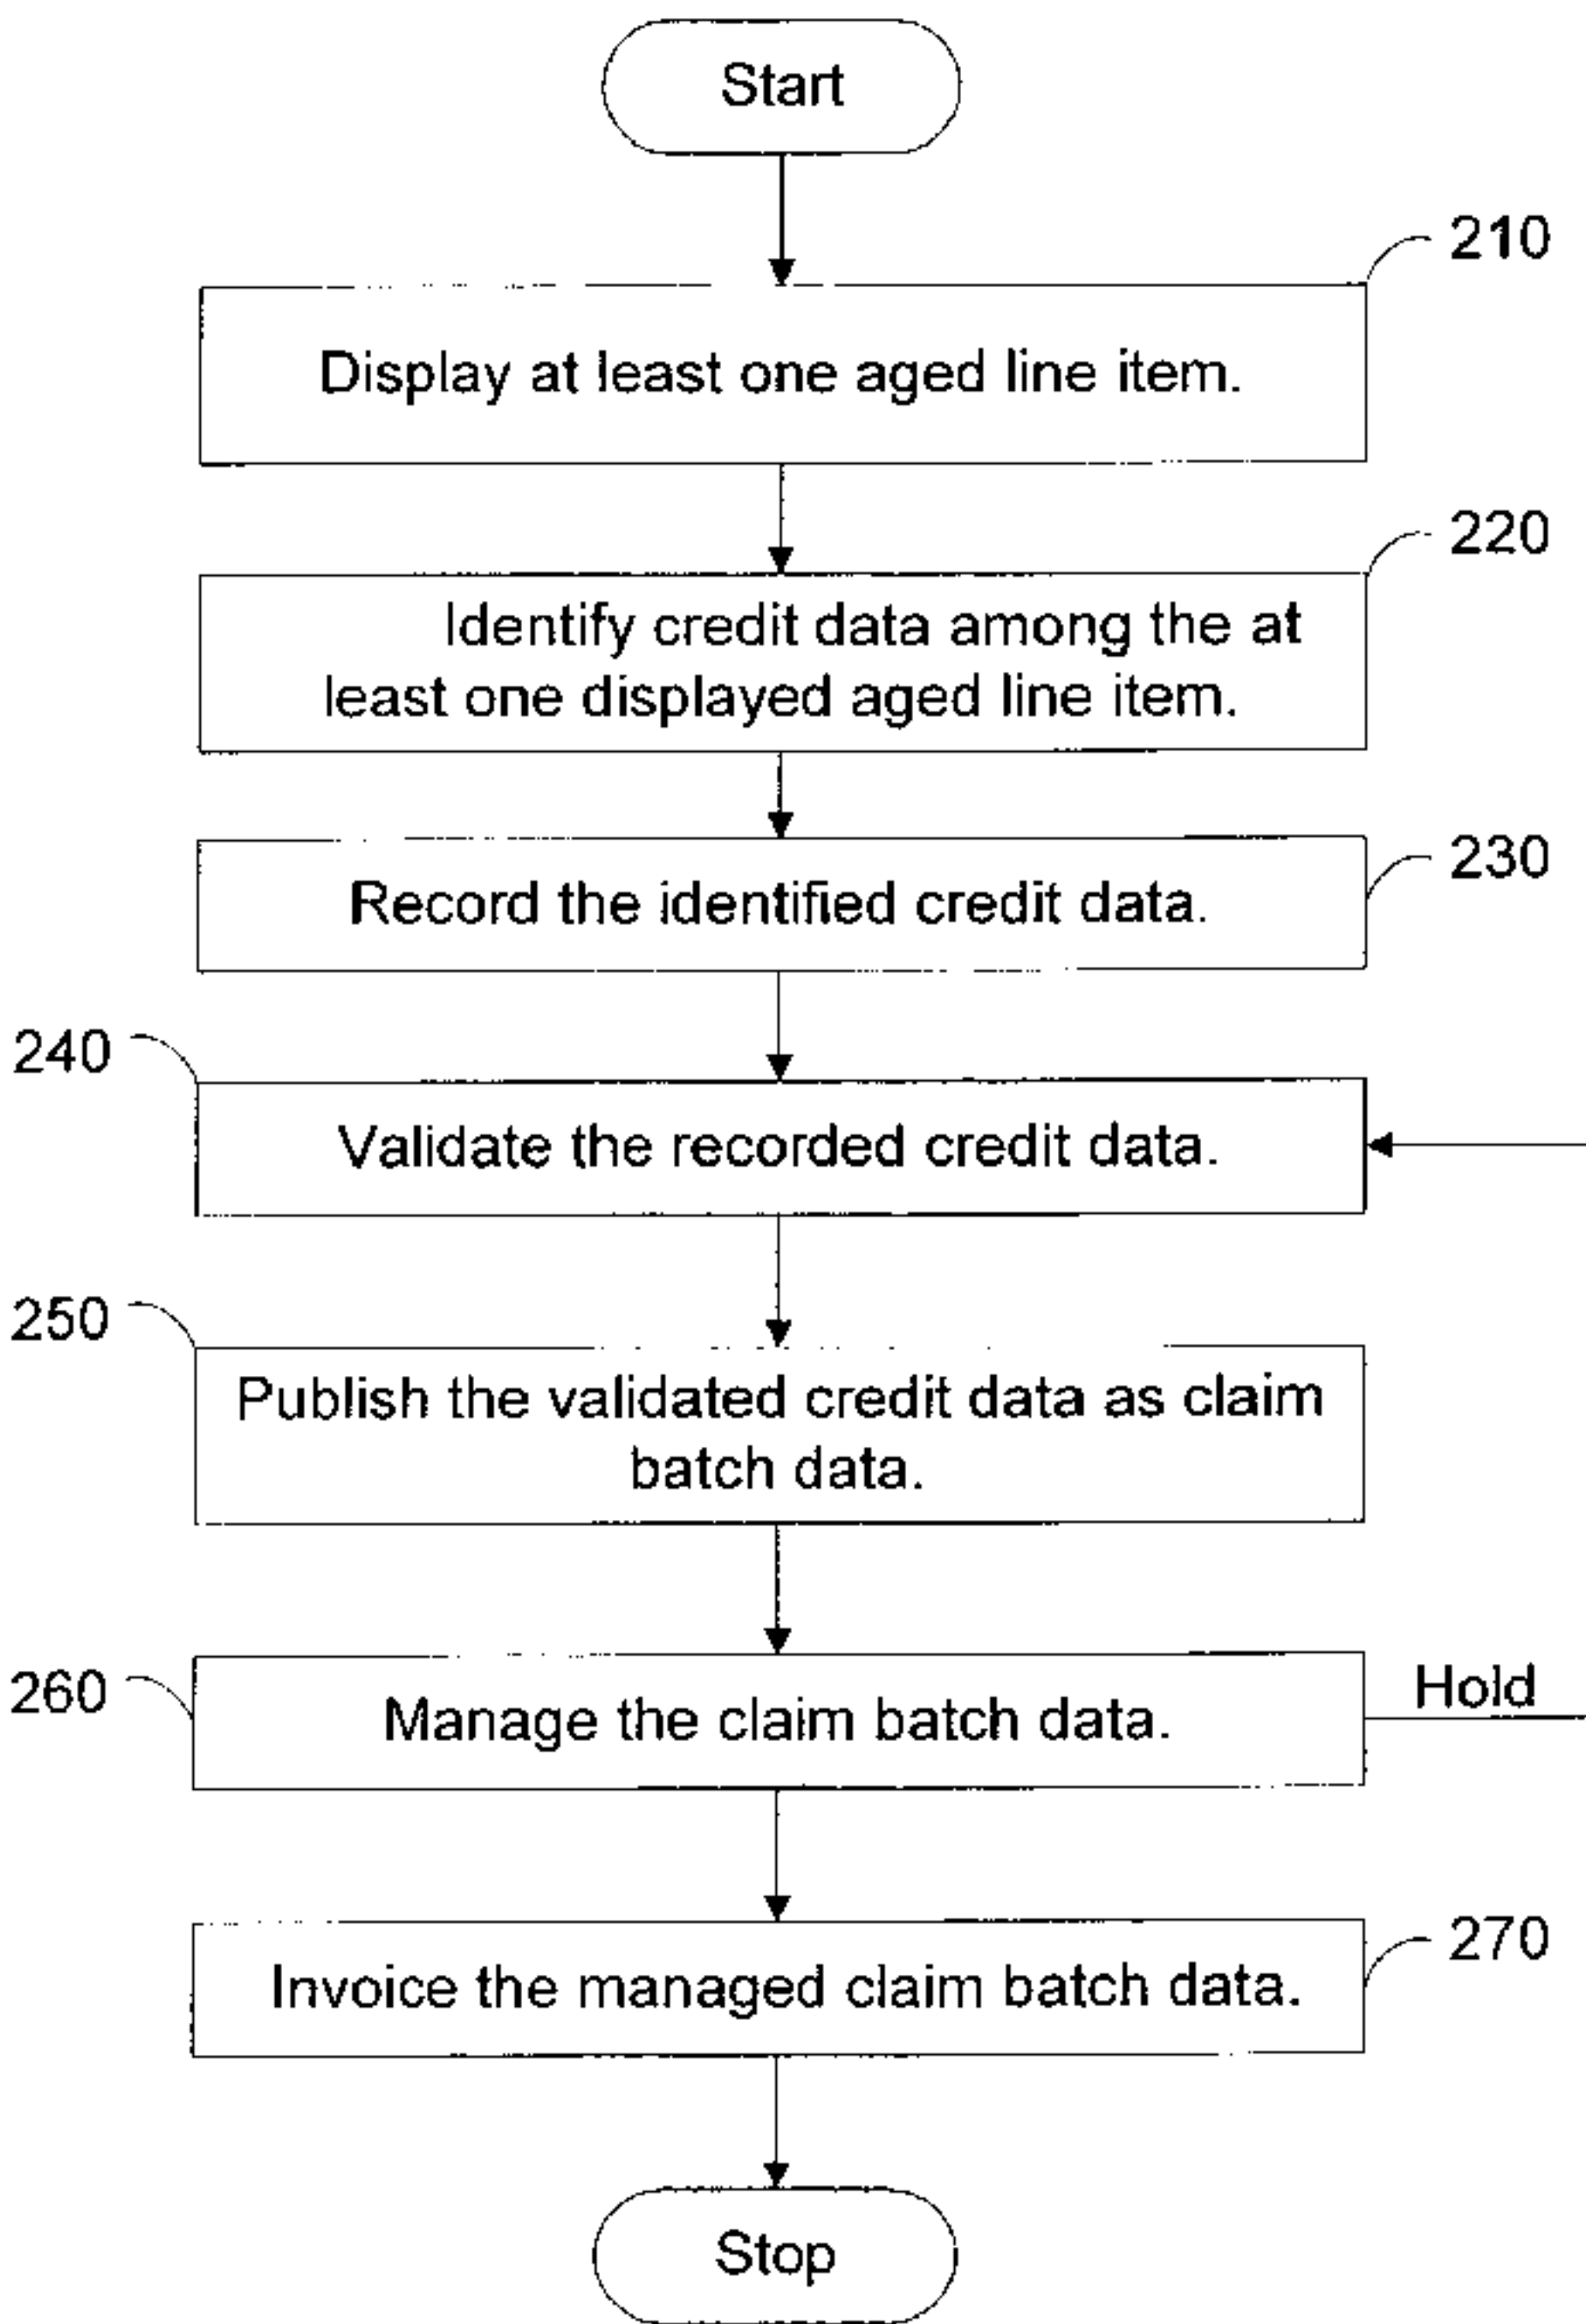 Start
210
Display at least one aged line item.
220
Identify credit data among the at
least one displayed aged line item.
230
Record the identified credit data.
240
Validate the recorded credit data.
250
Publish the validated credit data as claim
batch data.
260
Manage the claim batch data.
Hold
270
Invoice the managed claim batch data.
Stop